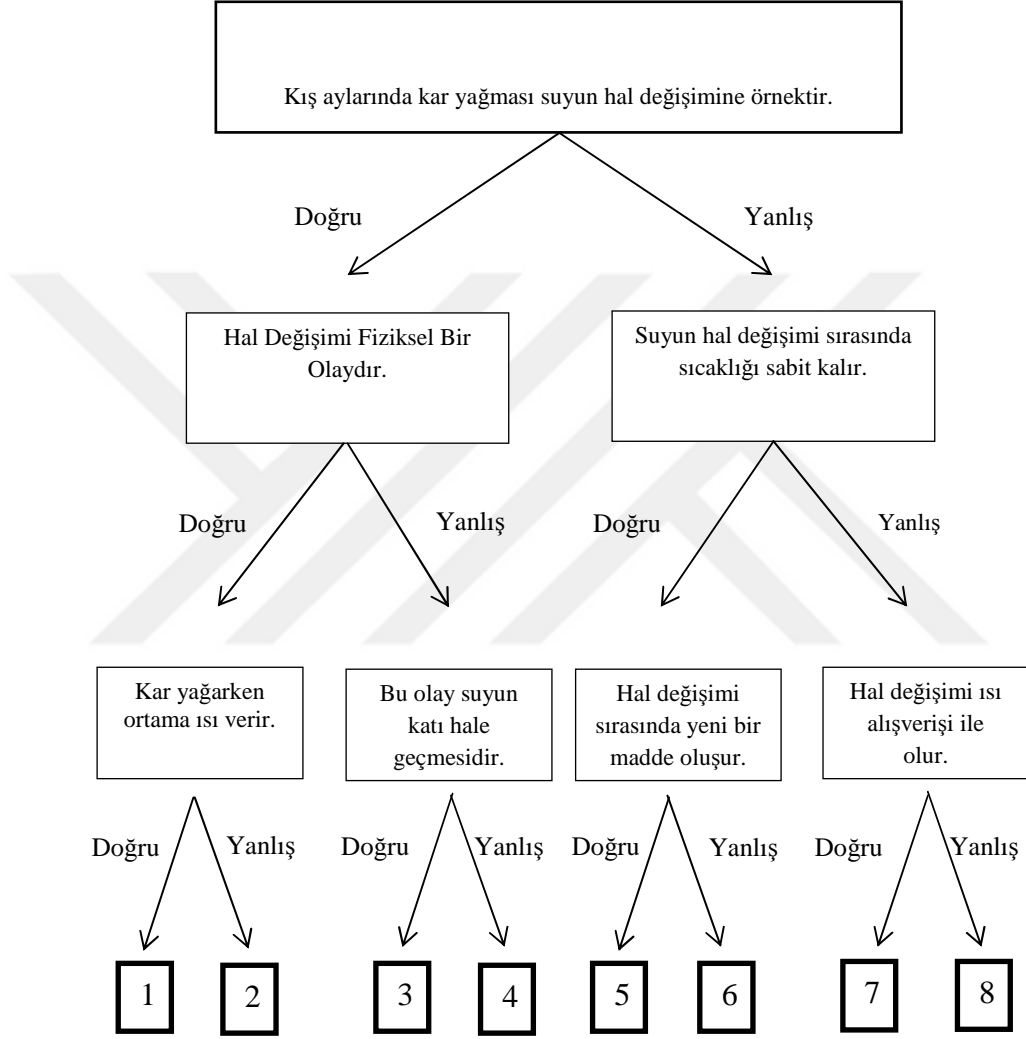 Kış aylarında kar yağması suyun hal değişimine örnektir.
Doğru
Yanlış
Hal Değişimi Fiziksel Bir
Olaydır.
Suyun hal değişimi sırasında
sıcaklığı sabit kalır.
Doğru
Yanlış
Doğru
Yanlış
Kar yağarken
ortama ısı verir.
Bu olay suyun
katı hale
geçmesidir.
Hal değişimi
sırasında yeni bir
madde oluşur.
Hal değişimi ısı
alışverişi ile
olur.
Doğru
Yanlış
Doğru
Yanlış
Doğru
Yanlış
Doğru
Yanlış
1
2
3
4
5
6
7
8